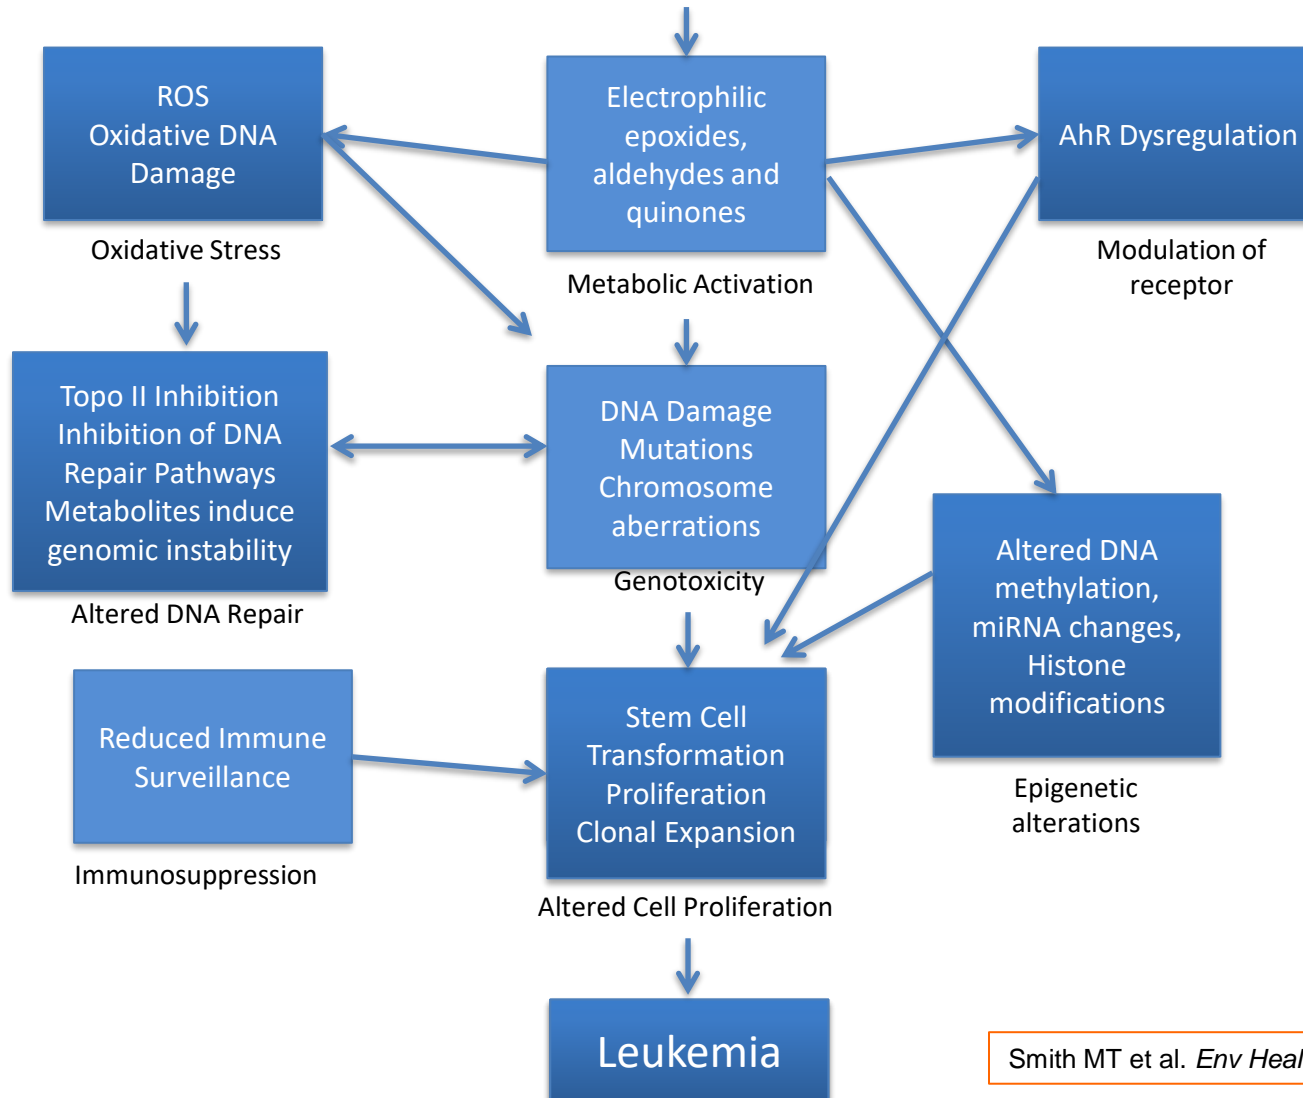 ROS
Oxidative DNA
Damage
Oxidative Stress
Electrophilic
epoxides,
aldehydes and
quinones
Metabolic Activation
AhR Dysregulation
Modulation of
receptor
Topo II Inhibition
Inhibition of DNA
Repair Pathways
Metabolites induce
genomic instability
Altered DNA Repair
DNA Damage
Mutations
Chromosome
aberrations
Genotoxicity
Altered DNA
methylation,
miRNA changes,
Histone
modifications
Epigenetic
alterations
Reduced Immune
Surveillance
Immunosuppression
Stem Cell
Transformation
Proliferation
Clonal Expansion
Altered Cell Proliferation
Leukemia
Smith MT et al. Env Heal